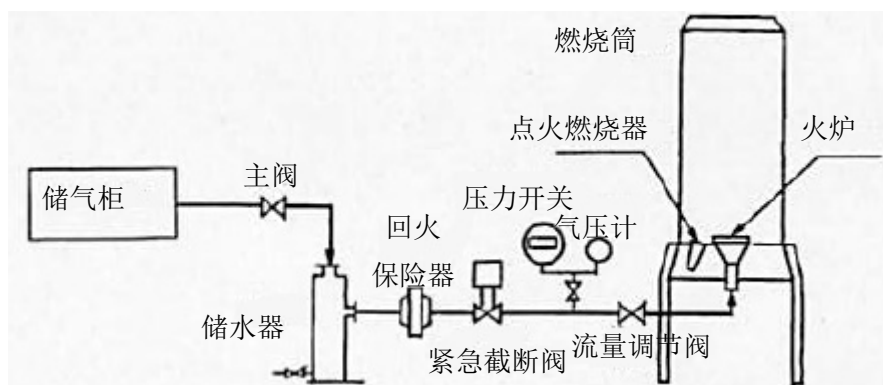 燃烧筒
点火燃烧器
火炉
储气柜
主阀
压力开关
气压计
回火
保险器
储水器
紧急截断阀
流量调节阀